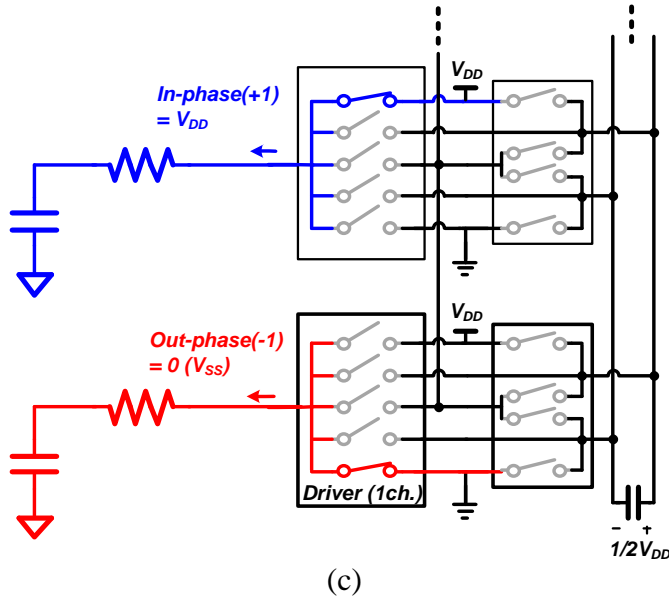 V_DD
In-phase(+1)
= V_DD
V_DD
Out-phase(-1)
= 0 (V_SS)
Driver (1ch.)
- +
1/2V_DD
(c)